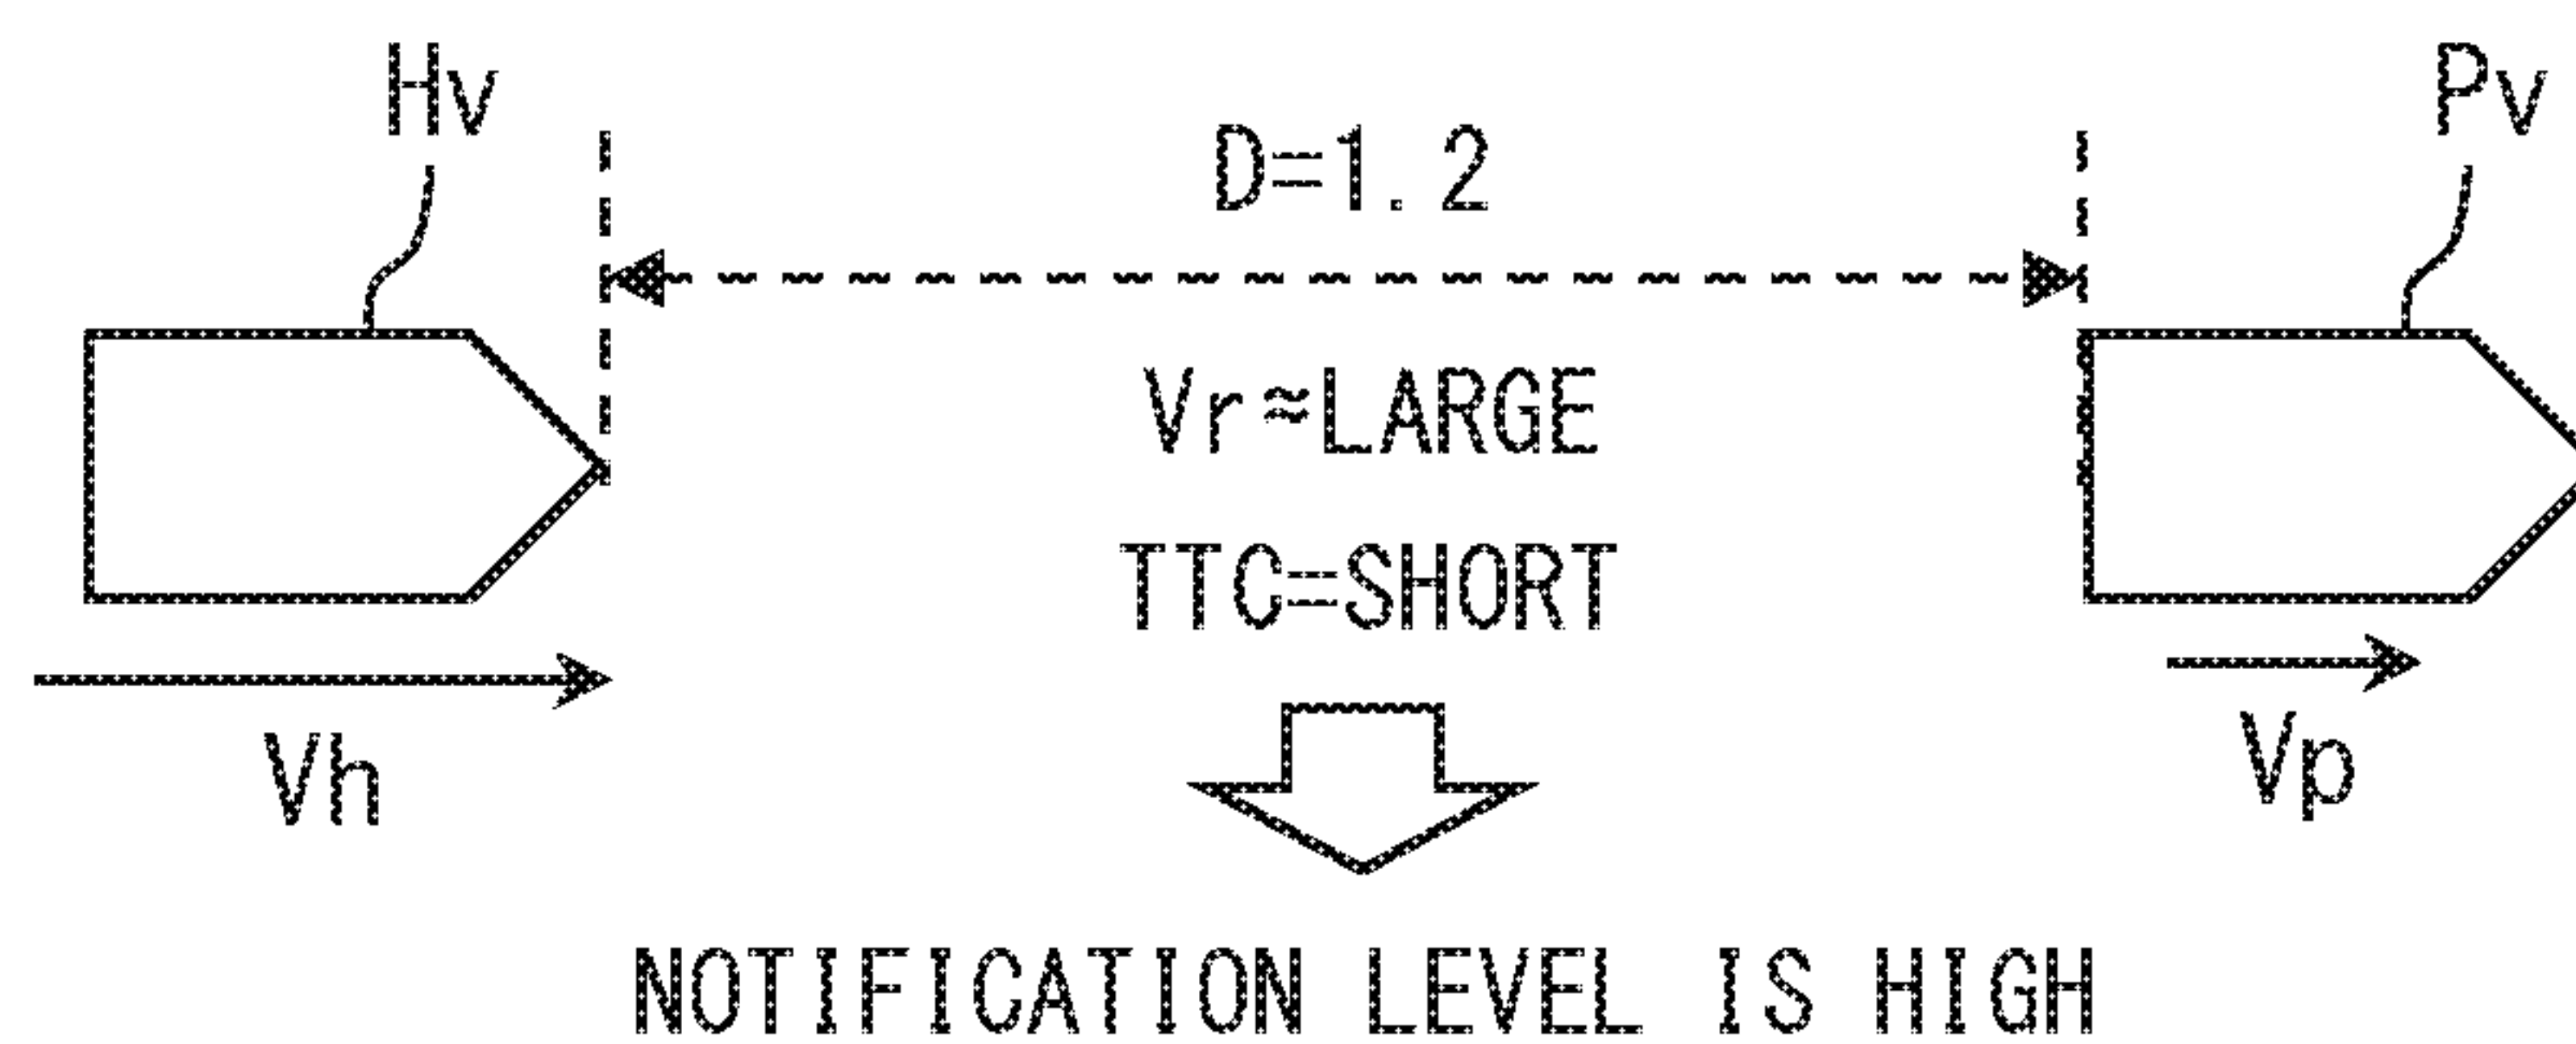 Hv
Pv
D=1.2
Vr≈LARGE
TTC=SHORT
Vh
Vp
NOTIFICATION LEVEL IS HIGH